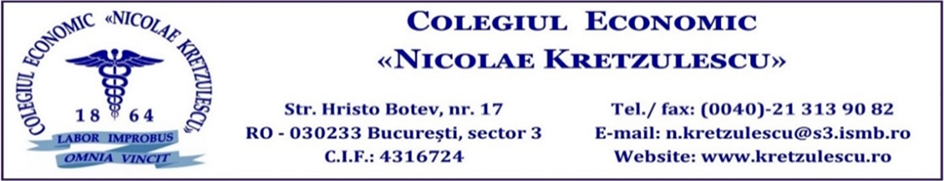 COLEGIUL ECONOMIC «NICOLAE KRETZULESCU»
18 64
LABOR IMPROBUS
OMNIA VINCIT
COLEGIUL ECONOMIC
«NICOLAE KRETZULESCU»
Str. Hristo Botev, nr. 17
RO - 030233 București, sector 3
C.I.F.: 4316724
Tel./ fax: (0040)-21 313 90 82
E-mail: n.kretzulescu@s3.ismb.ro
Website: www.kretzulescu.ro